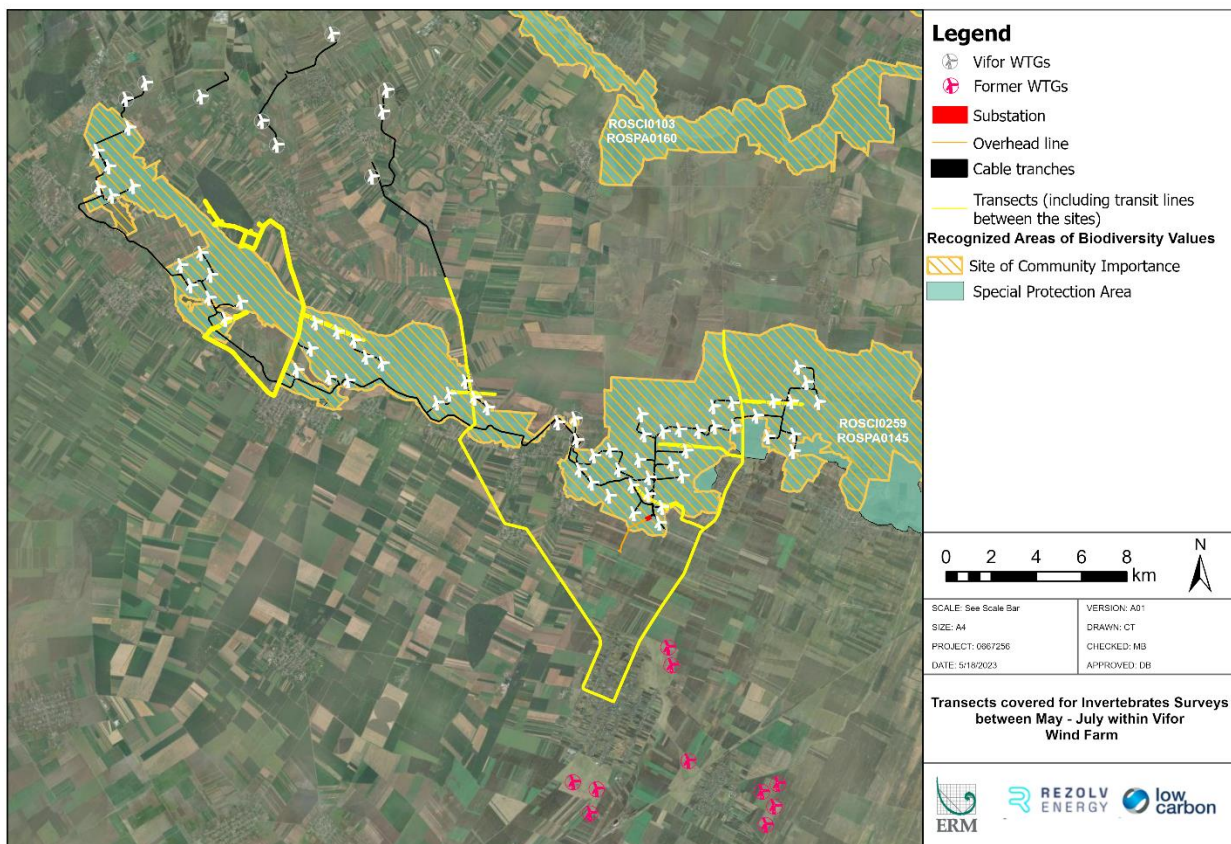 ROSCI0103
ROSPA0160
ROSCI0259
ROSPA0145
Legend
Vifor WTGs
Former WTGs
Substation
Overhead line
Cable tranches
Transects (including transit lines
between the sites)
Recognized Areas of Biodiversity Values
Site of Community Importance
Special Protection Area
0 2 4 6 8
km
N
SCALE: See Scale Bar
VERSION: A01
SIZE: A4
DRAWN: CT
PROJECT: 0667256
CHECKED: MB
DATE: 5/18/2023
APPROVED: DB
Transects covered for Invertebrates Surveys
between May - July within Vifor
Wind Farm
ERM
REZOLV
ENERGY
low
carbon